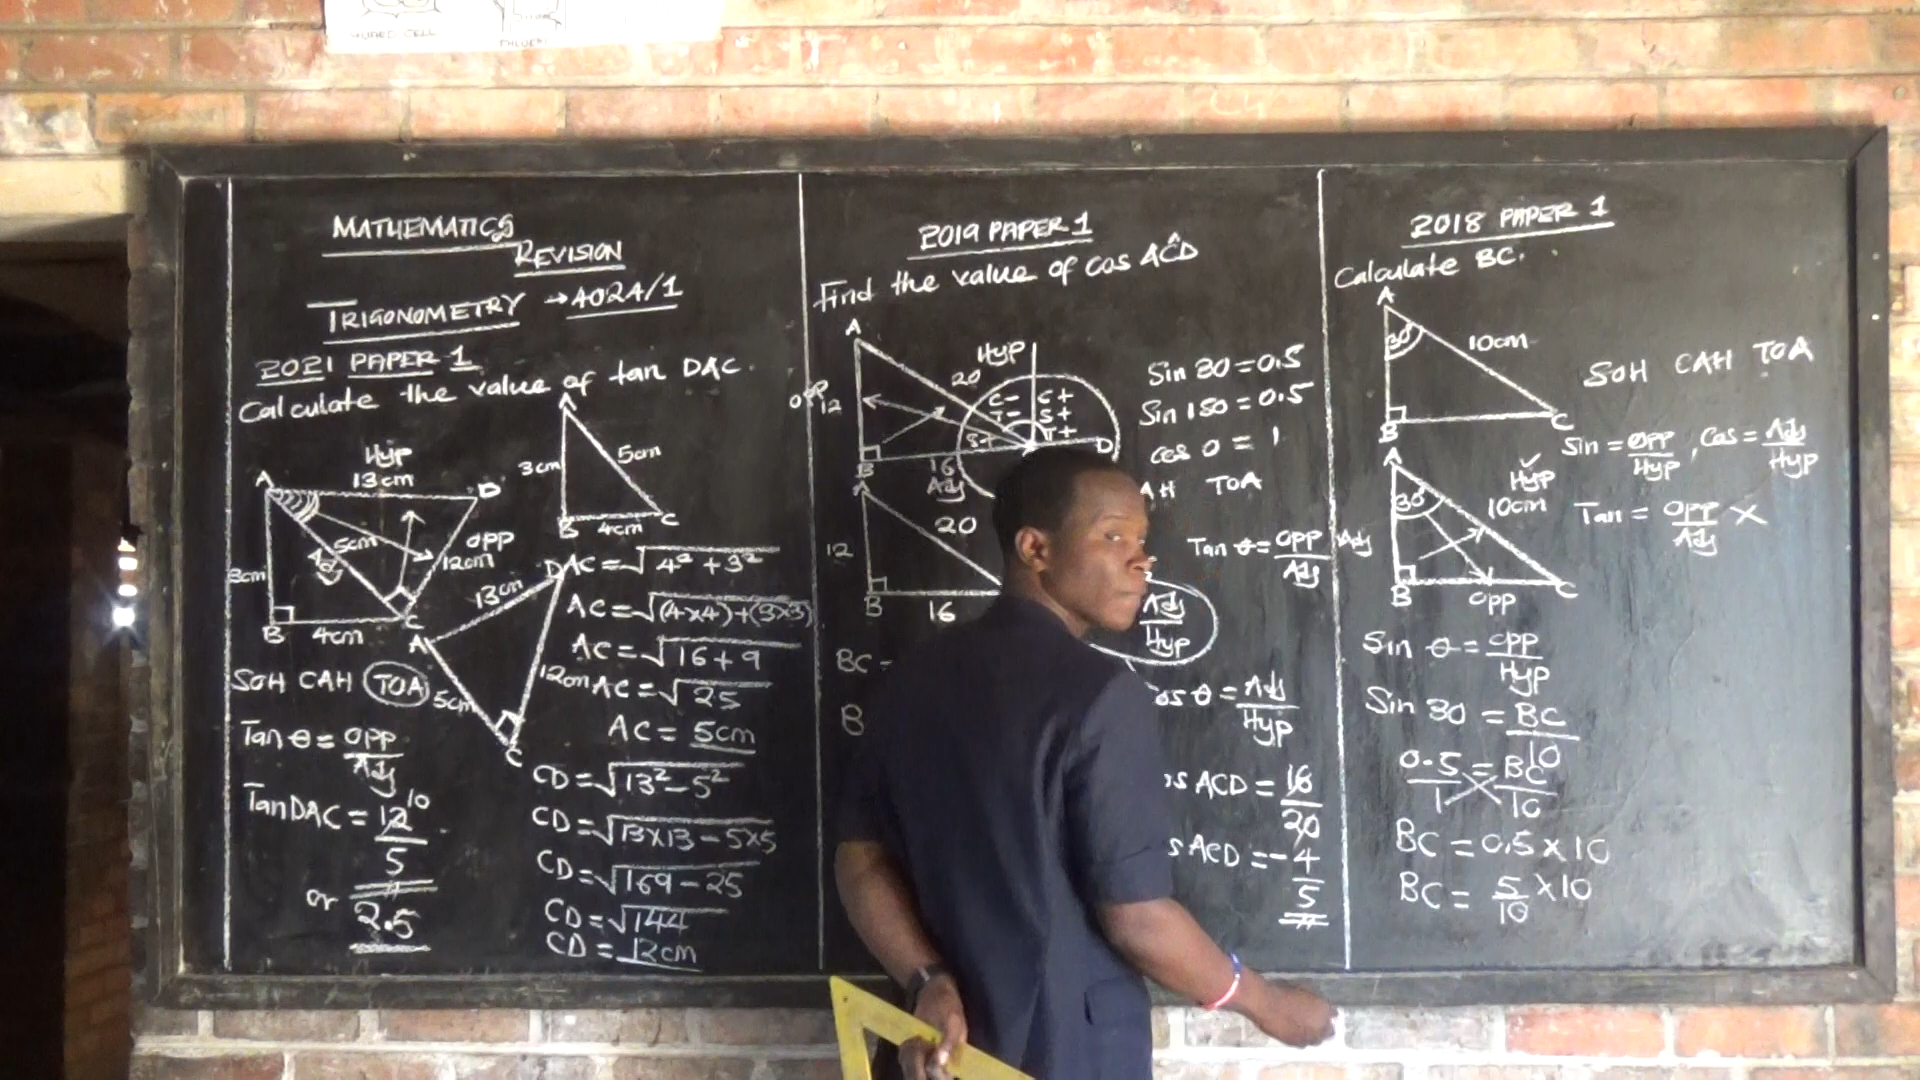 MATHEMATICS
REVISION
TRIGONOMETRY → 4024/1
2021 PAPER 1
Calculate the value of tan DAC.
Hyp
13cm
A
D
5cm
opp
12cm
3cm
B
4cm
C
A
3cm
5cm
B
4cm
C
D
13cm
A
12cm
5cm
C
SOH CAH TOA
Tan θ = opp
Adj
Tan DAC = 12
10
5
or
2.5
AC = √4² + 3²
AC = √(4×4) + (3×3)
AC = √16 + 9
AC = √25
AC = 5cm
CD = √13² - 5²
CD = √13×13 - 5×5
CD = √169 - 25
CD = √144
CD = 12cm
2019 PAPER 1
Find the value of cos AĈD
A
Hyp
20
opp
12
C- C+
T- S+
S+ T+
B
16
Adj
D
A
20
12
B
16
BC =
B
Sin 30 = 0.5
Sin 150 = 0.5
cos 0 = 1
AH TOA
Tan θ = opp
Adj
Adj
Adj
Hyp
os θ = Adj
Hyp
s ACD = 16
20
s ACD = - 4
5
2018 PAPER 1
Calculate BC.
A
30°
10cm
B
C
SOH CAH TOA
Sin = opp
Hyp
, Cos = Adj
Hyp
Tan = opp
Adj
×
A
30°
Hyp
10cm
B
opp
C
Sin θ = opp
Hyp
Sin 30 = BC
10
0.5 = BC
1 10
BC = 0.5 × 10
BC = 5 × 10
10